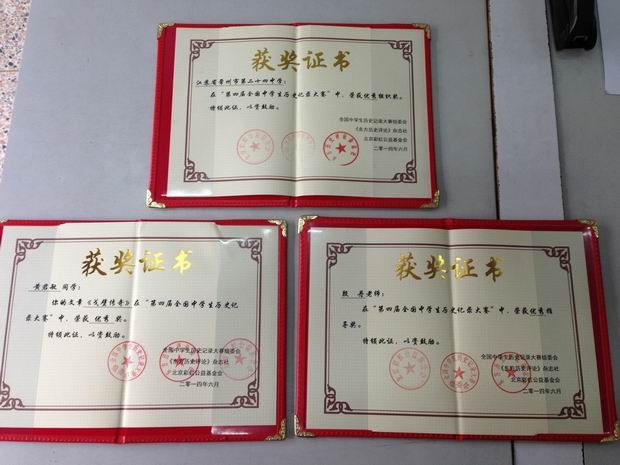 获奖证书
江苏省常州市第二十四中学：
在“第四届全国中学生历史记录大赛”中，荣获优秀组织奖。
特颁此证，以资鼓励。
全国中学生历史记录大赛组委会
《东方历史评论》杂志社
北京彩虹公益基金会
二零一四年六月
获奖证书
黄君敏 同学：
你的文章《戈壁传奇》在“第四届全国中学生历史记
录大赛”中，荣获 优秀 奖。
特颁此证，以资鼓励。
全国中学生历史记录大赛组委会
《东方历史评论》杂志社
北京彩虹公益基金会
二零一四年六月
获奖证书
殷 丹老师：
在“第四届全国中学生历史记录大赛”中，荣获优秀指
导奖。
特颁此证，以资鼓励。
全国中学生历史记录大赛组委会
《东方历史评论》杂志社
北京彩虹公益基金会
二零一四年六月